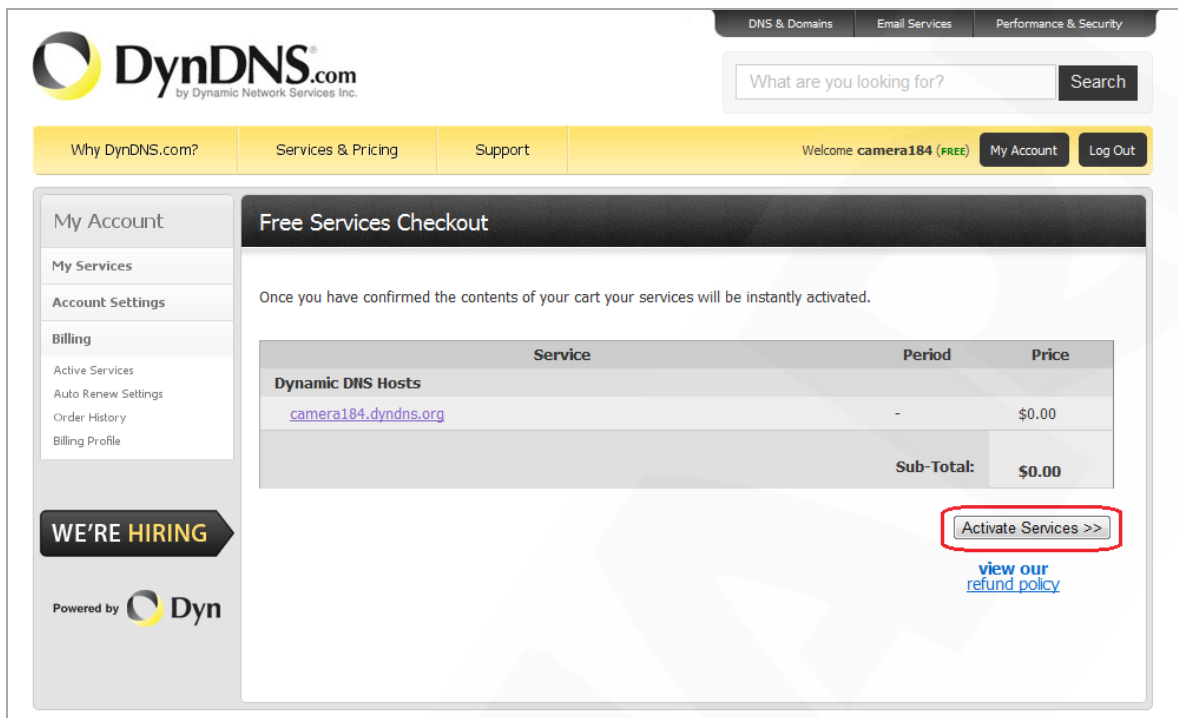 DNS & Domains Email Services Performance & Security
DynDNS.com
by Dynamic Network Services Inc.
What are you looking for? Search
Why DynDNS.com? Services & Pricing Support Welcome camera184 (FREE) My Account Log Out
My Account
My Services
Account Settings
Billing
Active Services
Auto Renew Settings
Order History
Billing Profile
WE'RE HIRING
Powered by Dyn
Free Services Checkout
Once you have confirmed the contents of your cart your services will be instantly activated.
Service Period Price
Dynamic DNS Hosts
camera184.dyndns.org - $0.00
Sub-Total: $0.00
Activate Services >>
view our
refund policy